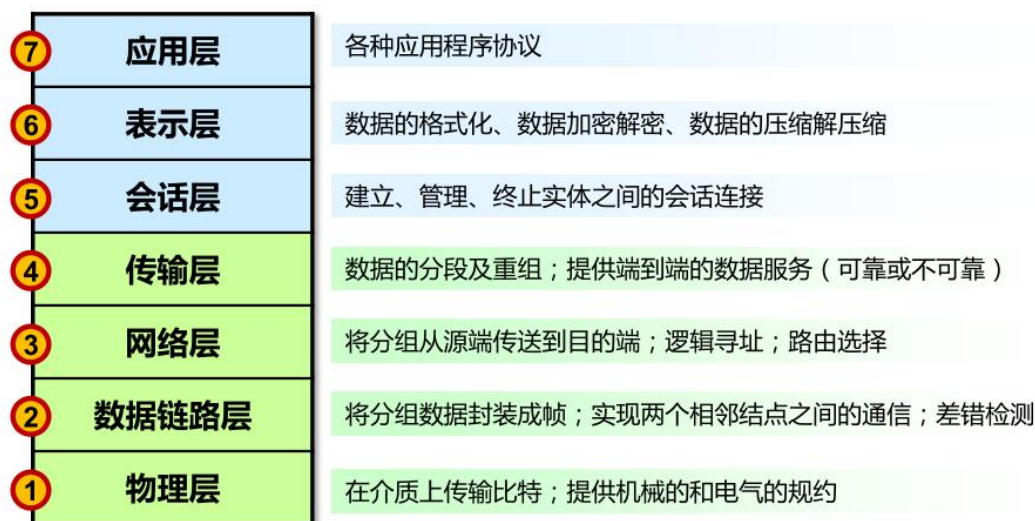 7 应用层 各种应用程序协议
6 表示层 数据的格式化、数据加密解密、数据的压缩解压缩
5 会话层 建立、管理、终止实体之间的会话连接
4 传输层 数据的分段及重组；提供端到端的数据服务（可靠或不可靠）
3 网络层 将分组从源端传送到目的端；逻辑寻址；路由选择
2 数据链路层 将分组数据封装成帧；实现两个相邻结点之间的通信；差错检测
1 物理层 在介质上传输比特；提供机械的和电气的规约